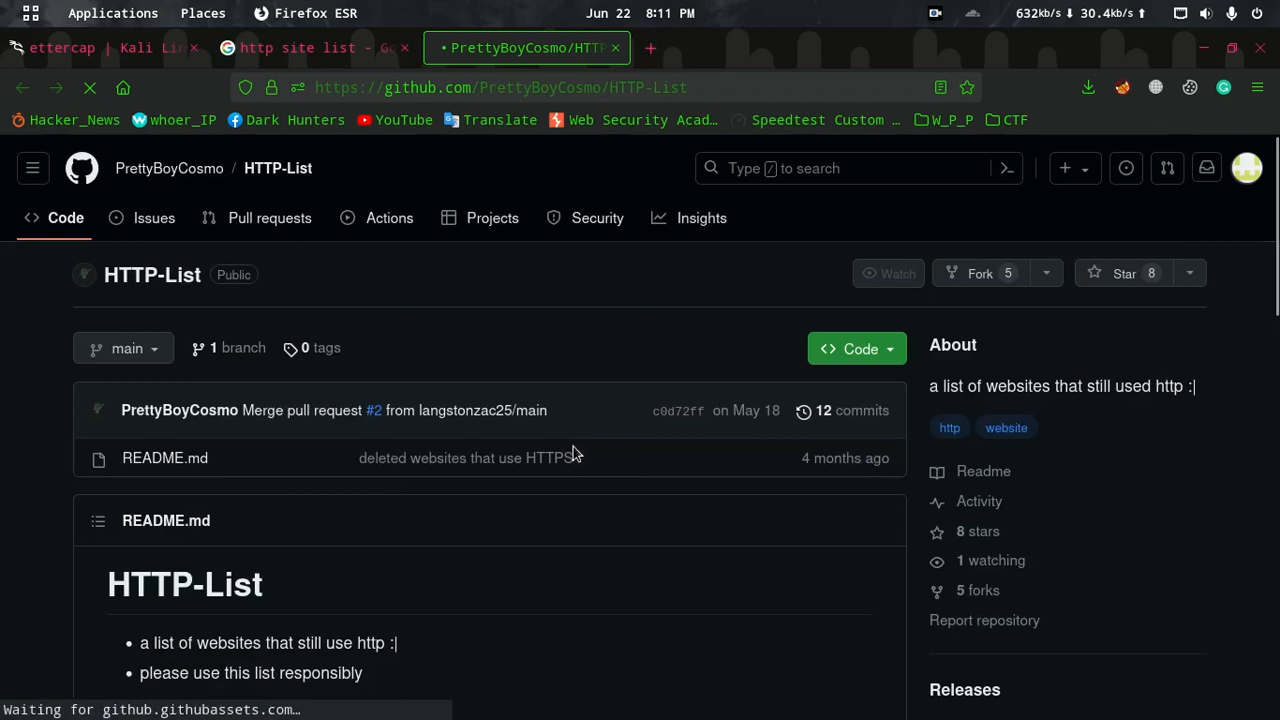 Applications Places Firefox ESR Jun 22 8:11 PM 632kb/s 30.4kb/s
ettercap | Kali Lin × http site list - Go × • PrettyBoyCosmo/HTTP ×
https://github.com/PrettyBoyCosmo/HTTP-List
Hacker_News whoer_IP Dark Hunters YouTube Translate Web Security Acad… Speedtest Custom … W_P_P CTF
PrettyBoyCosmo / HTTP-List Type / to search
Code Issues Pull requests Actions Projects Security Insights
HTTP-List Public Watch Fork 5 Star 8
main 1 branch 0 tags Code
About
a list of websites that still used http :|
PrettyBoyCosmo Merge pull request #2 from langstonzac25/main c0d72ff on May 18 12 commits
http website
README.md deleted websites that use HTTPS 4 months ago
Readme
Activity
README.md
8 stars
1 watching
HTTP-List
5 forks
Report repository
• a list of websites that still use http :|
• please use this list responsibly
Releases
Waiting for github.githubassets.com…